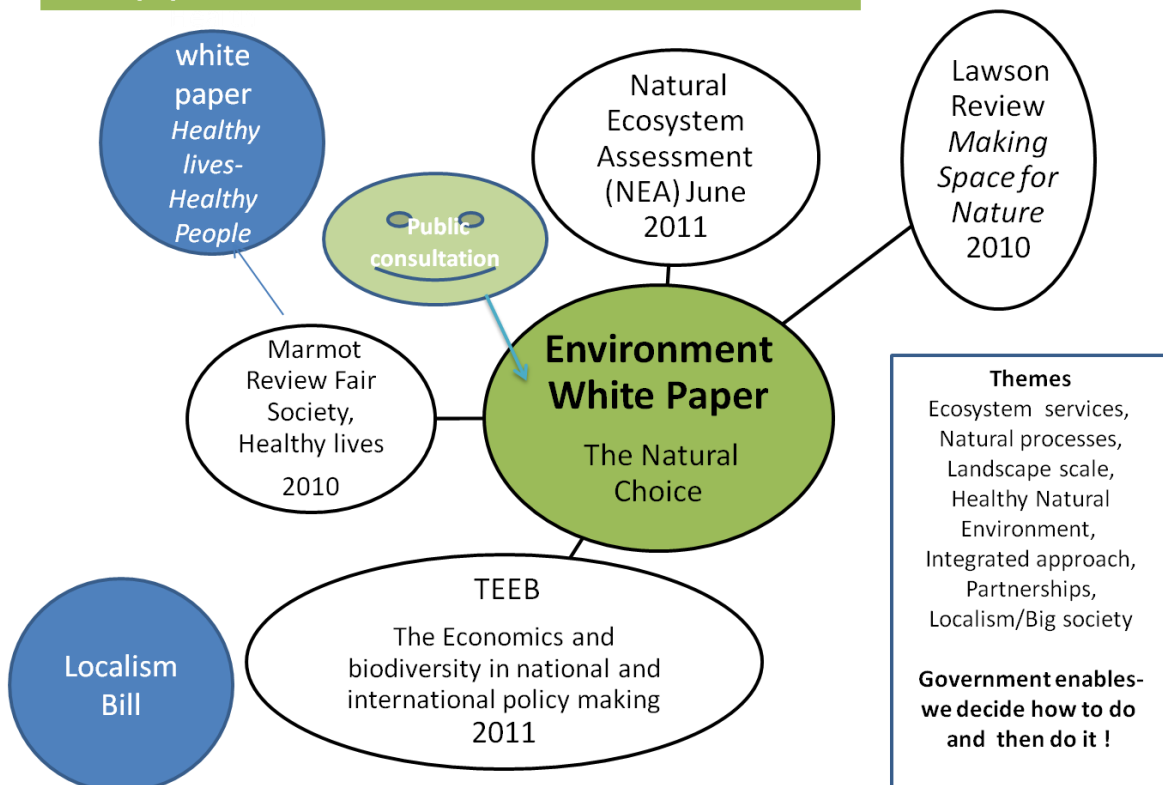 white
paper
Healthy
lives-
Healthy
People
Public
consultation
Natural
Ecosystem
Assessment
(NEA) June
2011
Lawson
Review
Making
Space for
Nature
2010
Marmot
Review Fair
Society,
Healthy lives
2010
Environment
White Paper
The Natural
Choice
TEEB
The Economics and
biodiversity in national and
international policy making
2011
Localism
Bill
Themes
Ecosystem services,
Natural processes,
Landscape scale,
Healthy Natural
Environment,
Integrated approach,
Partnerships,
Localism/Big society
Government enables-
we decide how to do
and then do it !